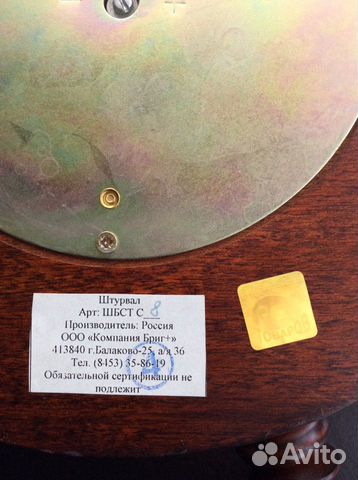 +
Штурвал
Арт: ШБСТ С 8
Производитель: Россия
ООО «Компания Бриг+»
413840 г.Балаково-25, а/я 36
Тел. (8453) 35-86-19
Обязательной сертификации не
подлежит
Avito